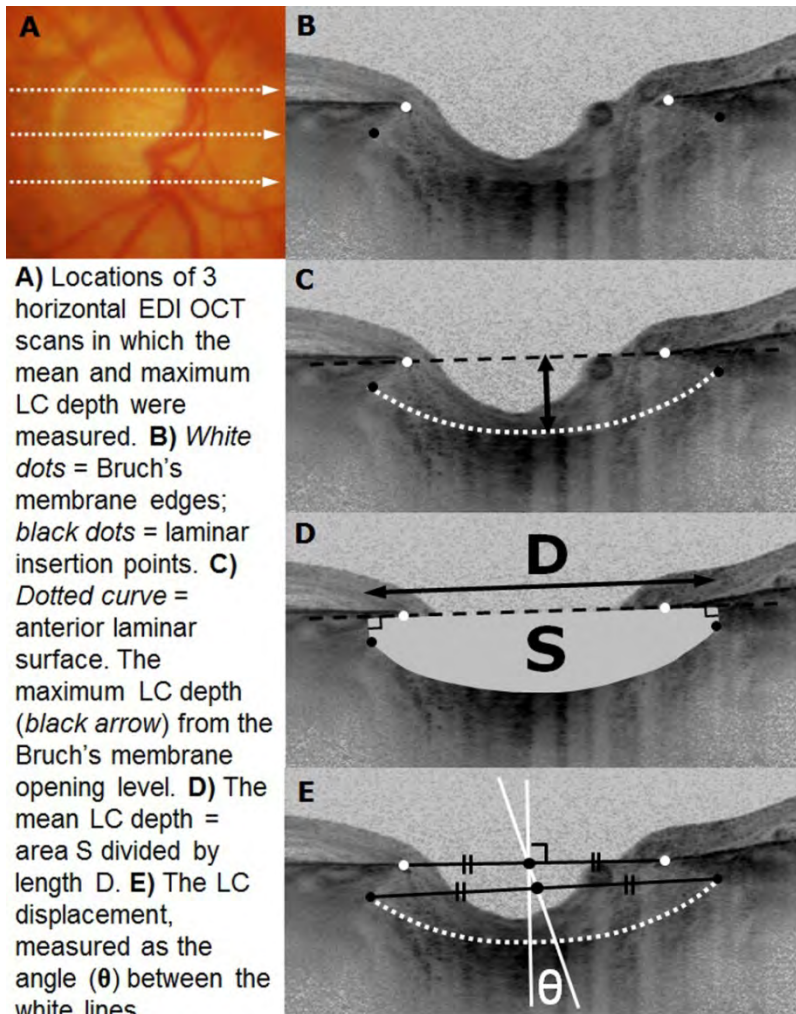 A
B
A) Locations of 3
horizontal EDI OCT
scans in which the
mean and maximum
LC depth were
measured. B) White
dots = Bruch's
membrane edges;
black dots = laminar
insertion points. C)
Dotted curve =
anterior laminar
surface. The
maximum LC depth
(black arrow) from the
Bruch's membrane
opening level. D) The
mean LC depth =
area S divided by
length D. E) The LC
displacement,
measured as the
angle (θ) between the
white lines
C
D
D
S
E
θ